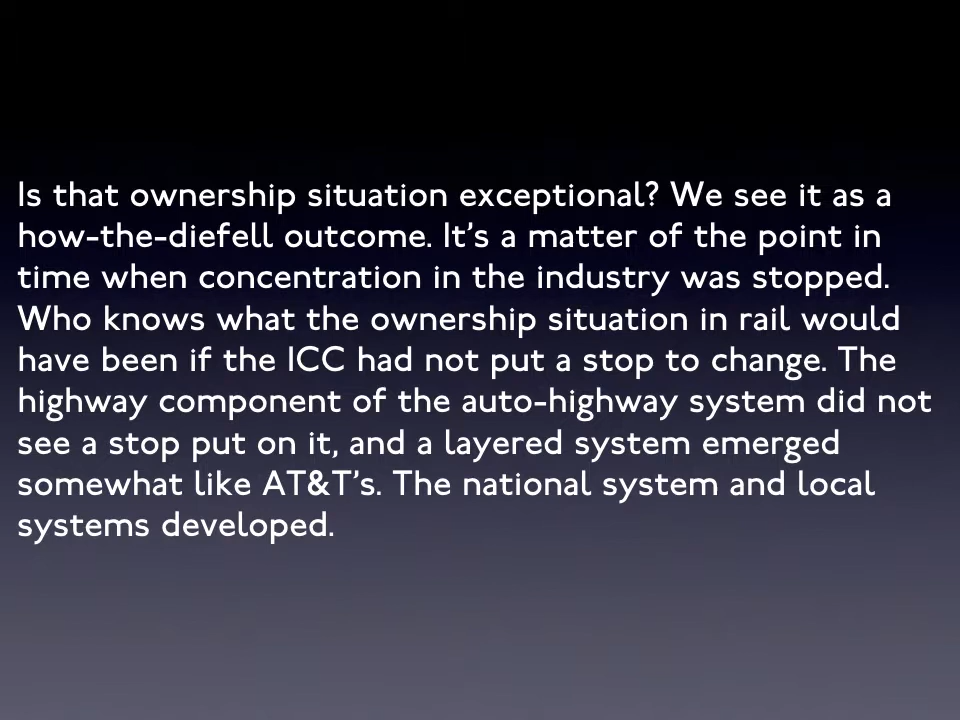 Is that ownership situation exceptional? We see it as a
how-the-diefell outcome. It’s a matter of the point in
time when concentration in the industry was stopped.
Who knows what the ownership situation in rail would
have been if the ICC had not put a stop to change. The
highway component of the auto-highway system did not
see a stop put on it, and a layered system emerged
somewhat like AT&T’s. The national system and local
systems developed.